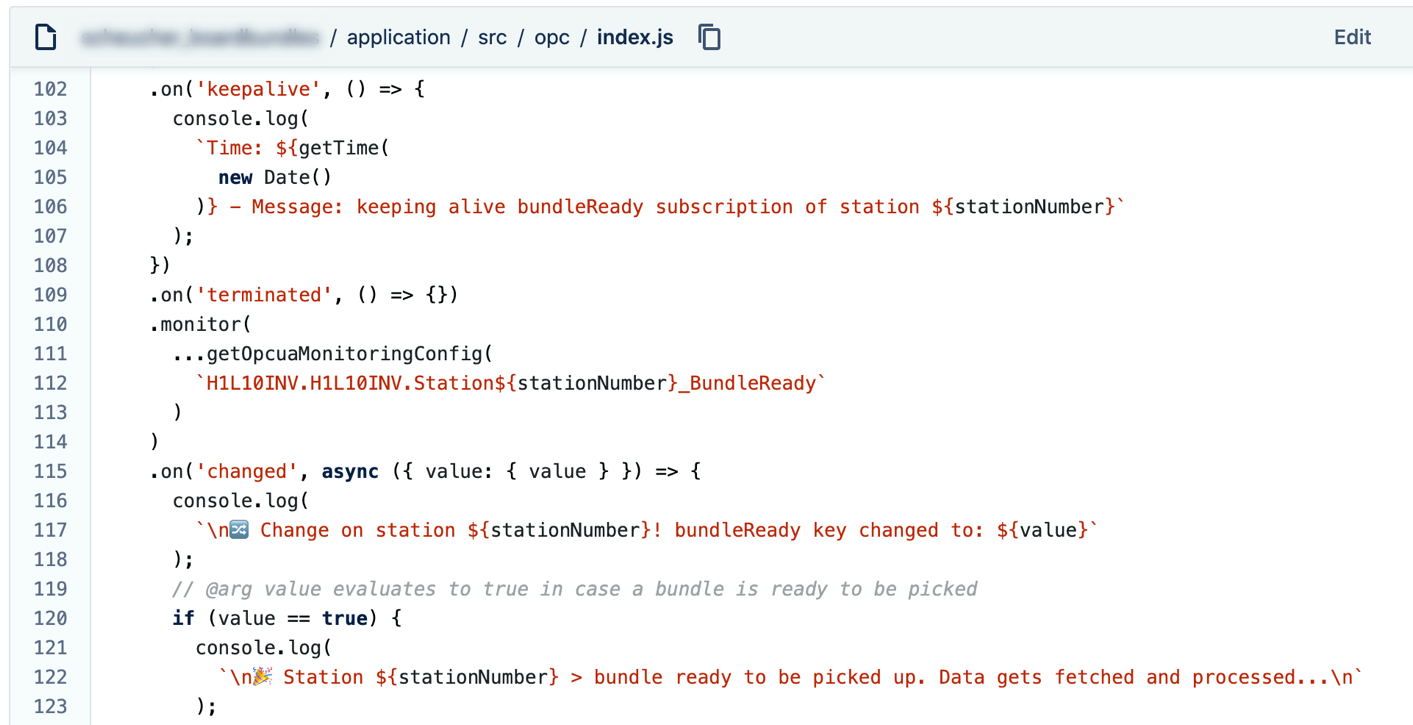 / application / src / opc / index.js Edit
102 .on('keepalive', () => {
103 console.log(
104 `Time: ${getTime(
105 new Date()
106 )} – Message: keeping alive bundleReady subscription of station ${stationNumber}`
107 );
108 })
109 .on('terminated', () => {})
110 .monitor(
111 ...getOpcuaMonitoringConfig(
112 `H1L10INV.H1L10INV.Station${stationNumber}_BundleReady`
113 )
114 )
115 .on('changed', async ({ value: { value } }) => {
116 console.log(
117 `\n🔀 Change on station ${stationNumber}! bundleReady key changed to: ${value}`
118 );
119 // @arg value evaluates to true in case a bundle is ready to be picked
120 if (value == true) {
121 console.log(
122 `\n🎉 Station ${stationNumber} > bundle ready to be picked up. Data gets fetched and processed...\n`
123 );